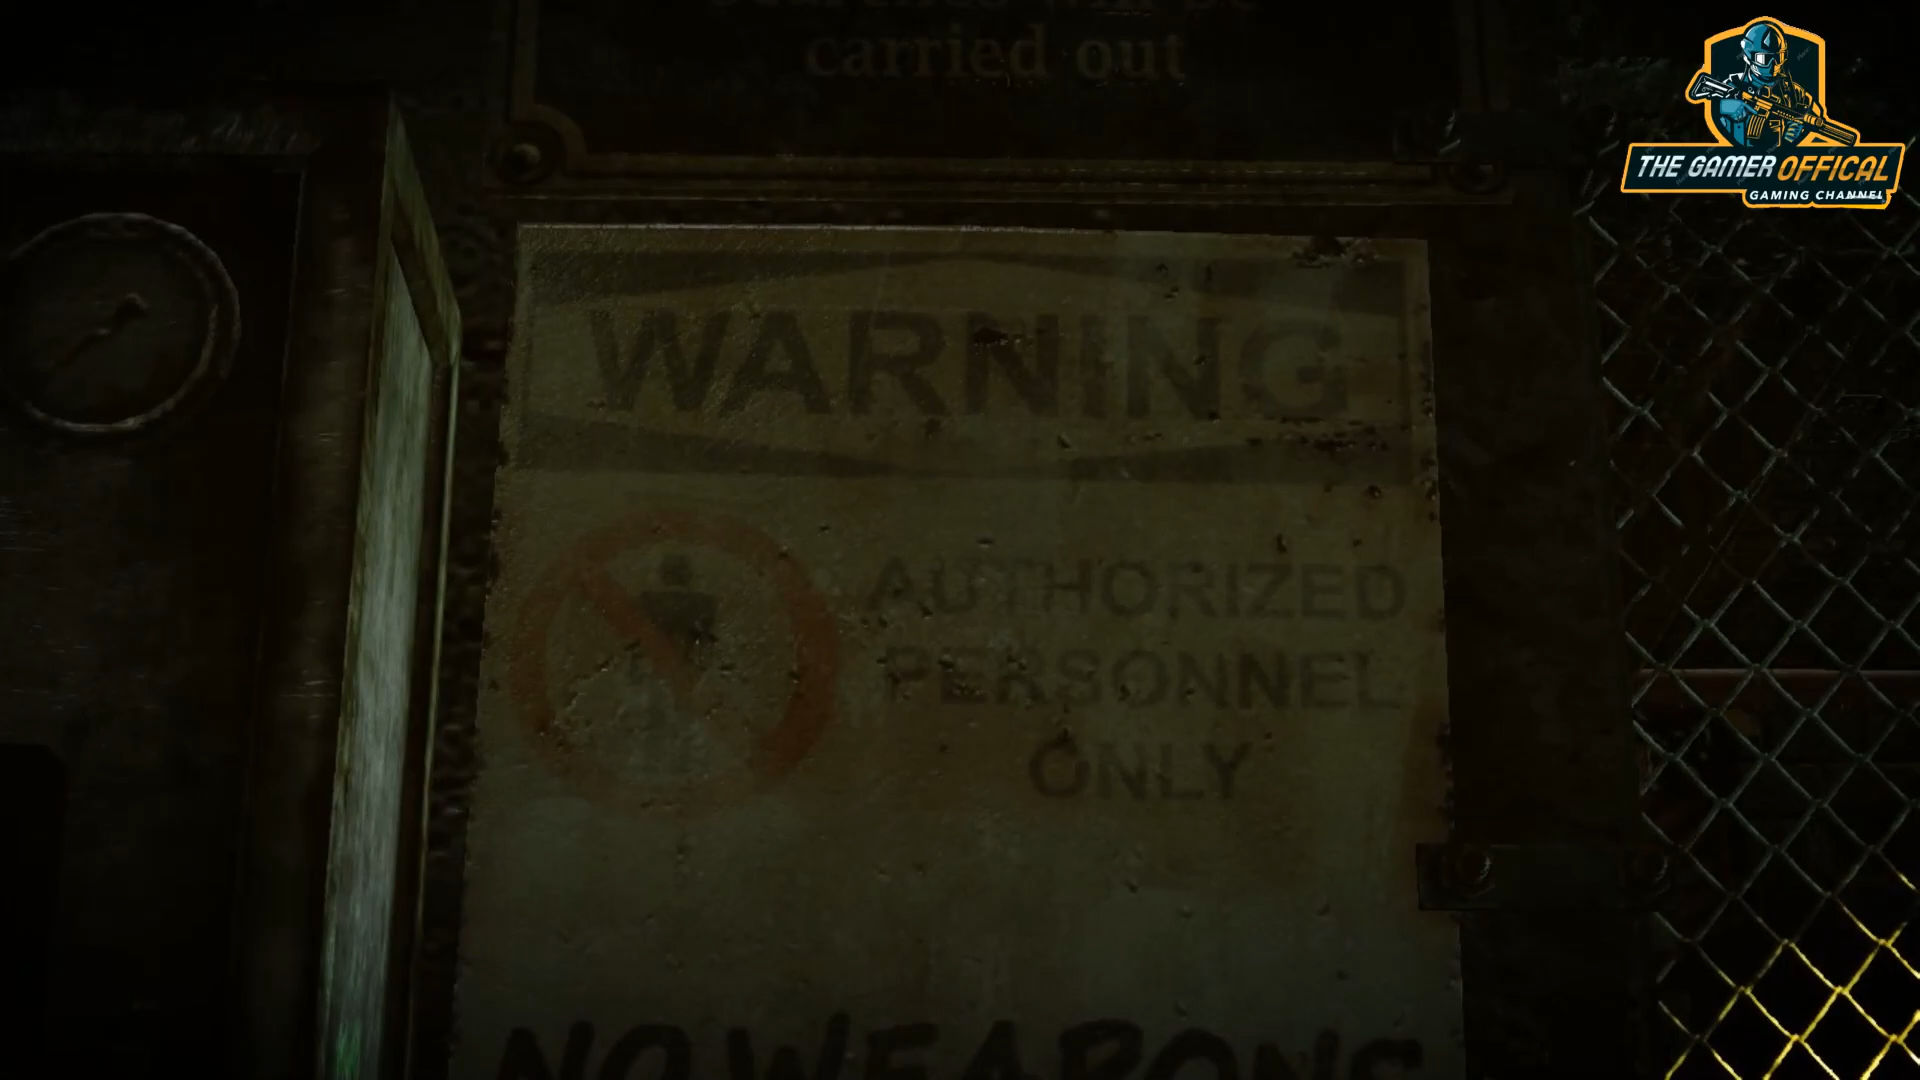 carried out
WARNING
AUTHORIZED
PERSONNEL
ONLY
NO WEAPONS
THE GAMER OFFICAL
GAMING CHANNEL